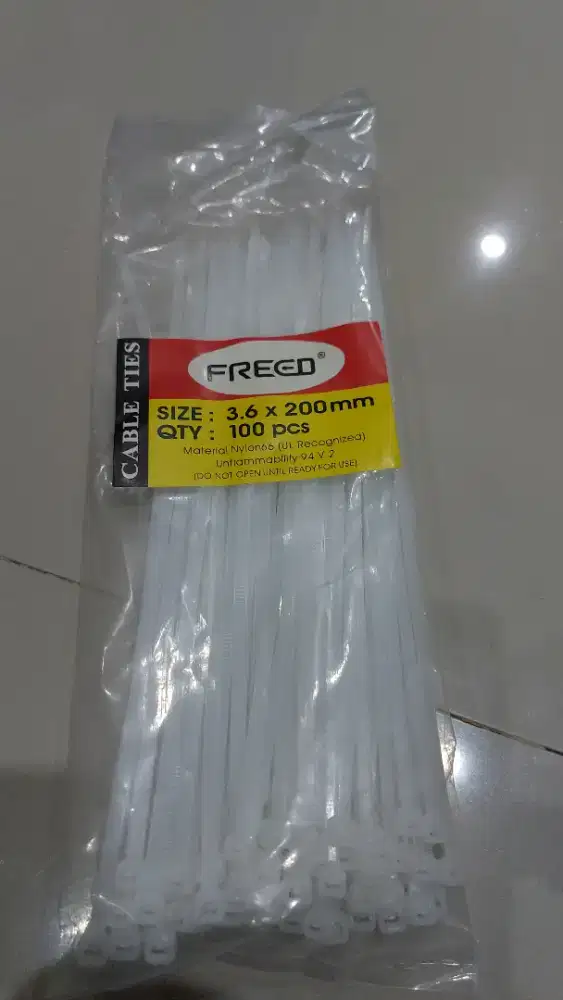 CABLE TIES
FREED®
SIZE : 3.6 x 200mm
QTY : 100 pcs
Material Nylon66 (UL Recognized)
Unflammability 94 V 2
(DO NOT OPEN UNTIL READY FOR USE)